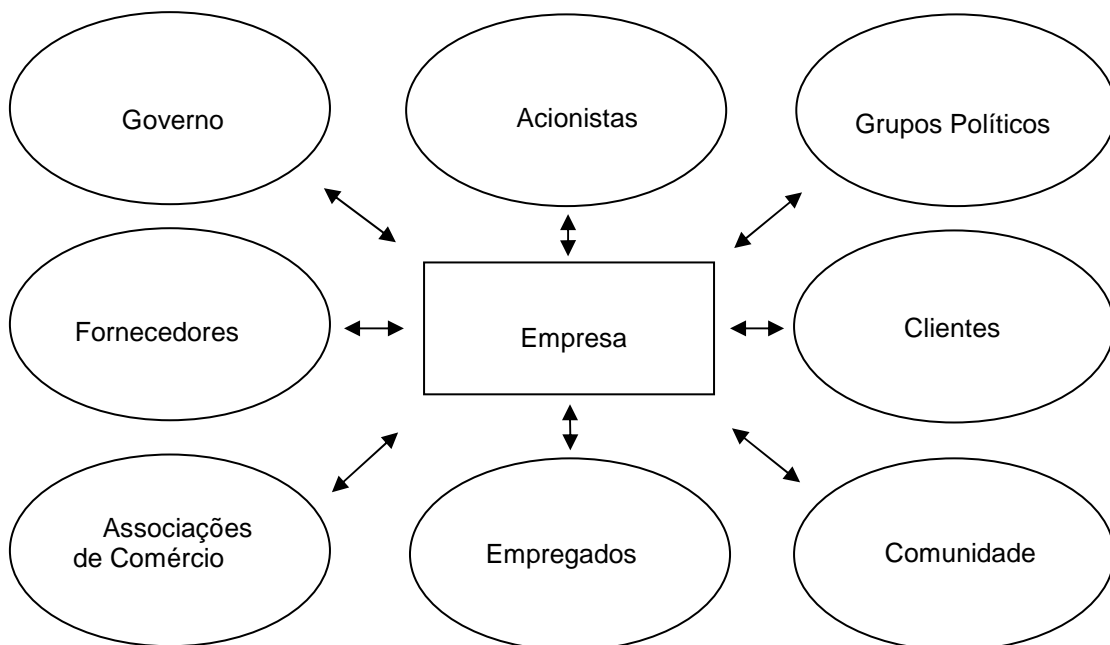 Governo
Acionistas
Grupos Políticos
Fornecedores
Empresa
Clientes
Associações
de Comércio
Empregados
Comunidade